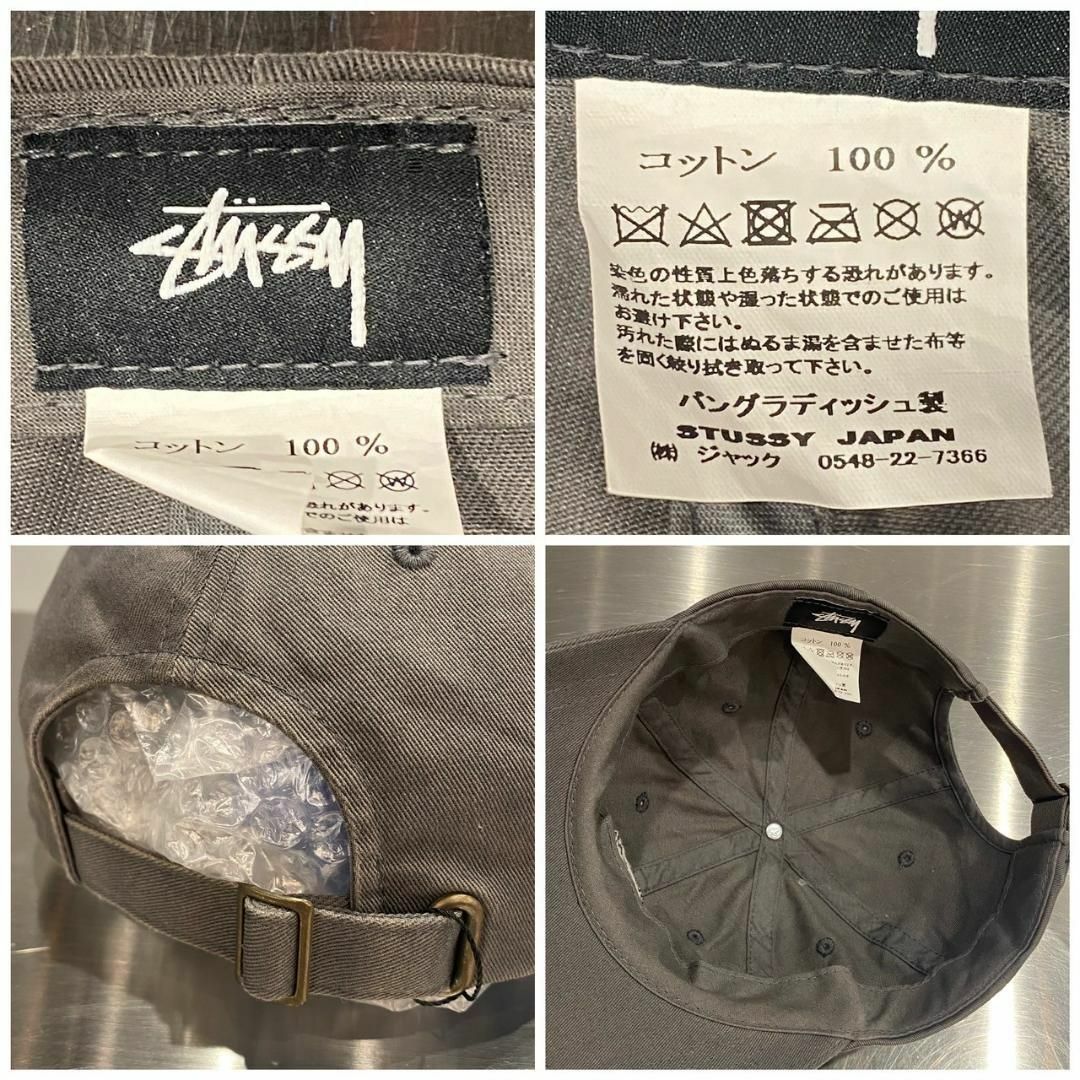 STÜSSY
コットン 100 %
恐れがあります。
でのご使用は
コットン 100 %
染色の性質上色落ちする恐れがあります。
濡れた状態や湿った状態でのご使用は
お避け下さい。
汚れた際にはぬるま湯を含ませた布等
を固く絞り拭き取って下さい。
バングラディッシュ製
STUSSY JAPAN
(株) ジャック 0548-22-7366
STÜSSY
コットン 100 %